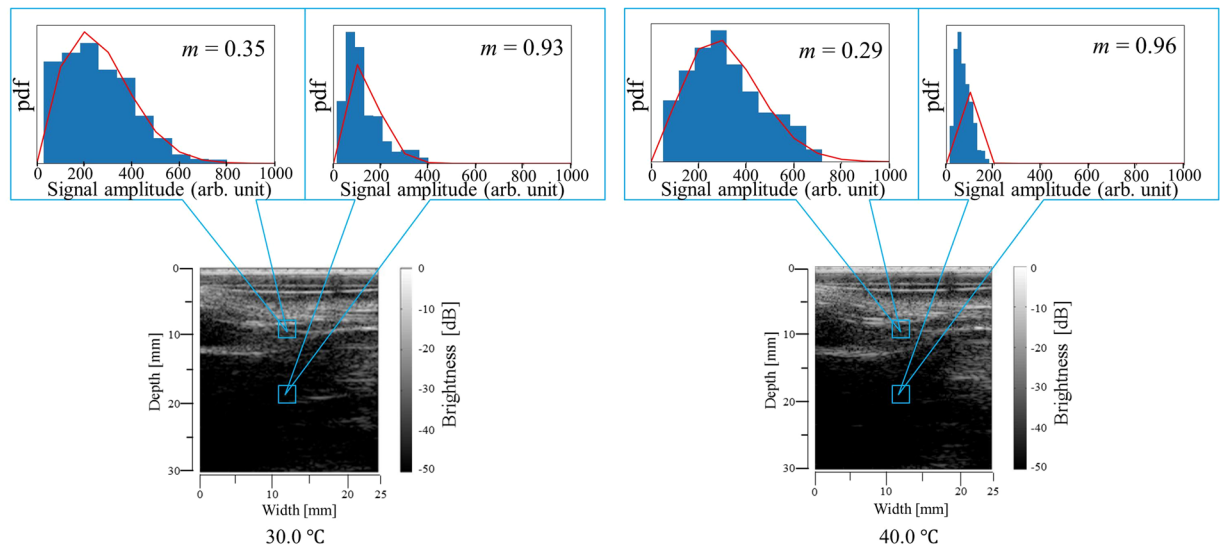 m = 0.35
m = 0.93
m = 0.29
m = 0.96
pdf
pdf
pdf
pdf
0 200 400 600 800 1000
0 200 400 600 800 1000
0 200 400 600 800 1000
0 200 400 600 800 1000
Signal amplitude (arb. unit)
Signal amplitude (arb. unit)
Signal amplitude (arb. unit)
Signal amplitude (arb. unit)
Depth [mm]
0
10
20
30
0 10 20 25
Width [mm]
0
-10
-20
-30
-40
-50
Brightness [dB]
30.0 ℃
Depth [mm]
0
10
20
30
0 10 20 25
Width [mm]
0
-10
-20
-30
-40
-50
Brightness [dB]
40.0 ℃